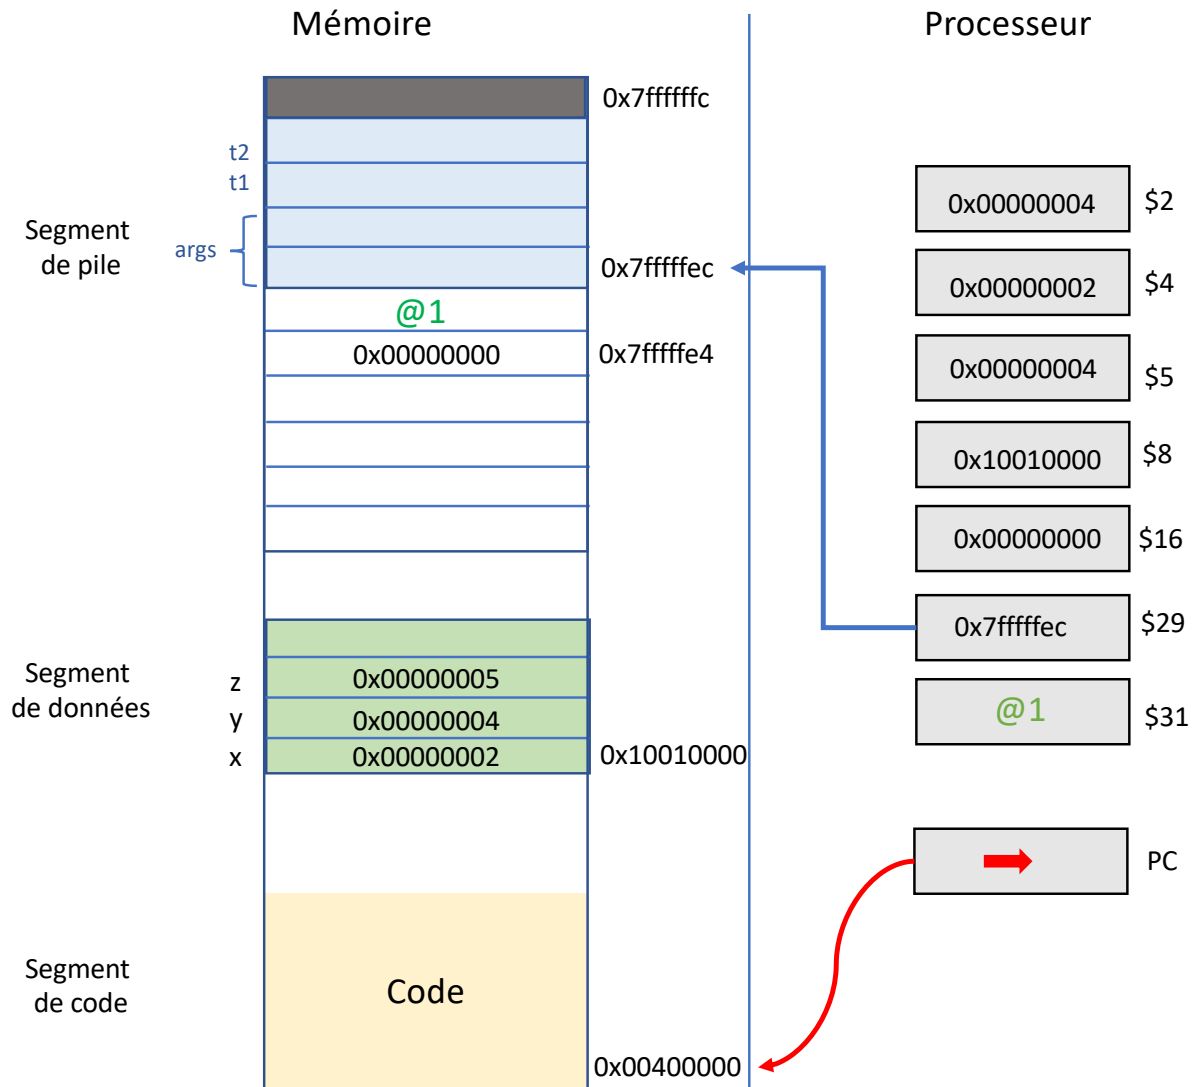 Mémoire
Processeur
0x7ffffffc
t2
t1
args
Segment
de pile
0x7fffffec
@1
0x00000000
0x7fffffe4
0x00000004
$2
0x00000002
$4
0x00000004
$5
0x10010000
$8
0x00000000
$16
0x7fffffec
$29
@1
$31
Segment
de données
z
0x00000005
y
0x00000004
x
0x00000002
0x10010000
PC
Segment
de code
Code
0x00400000